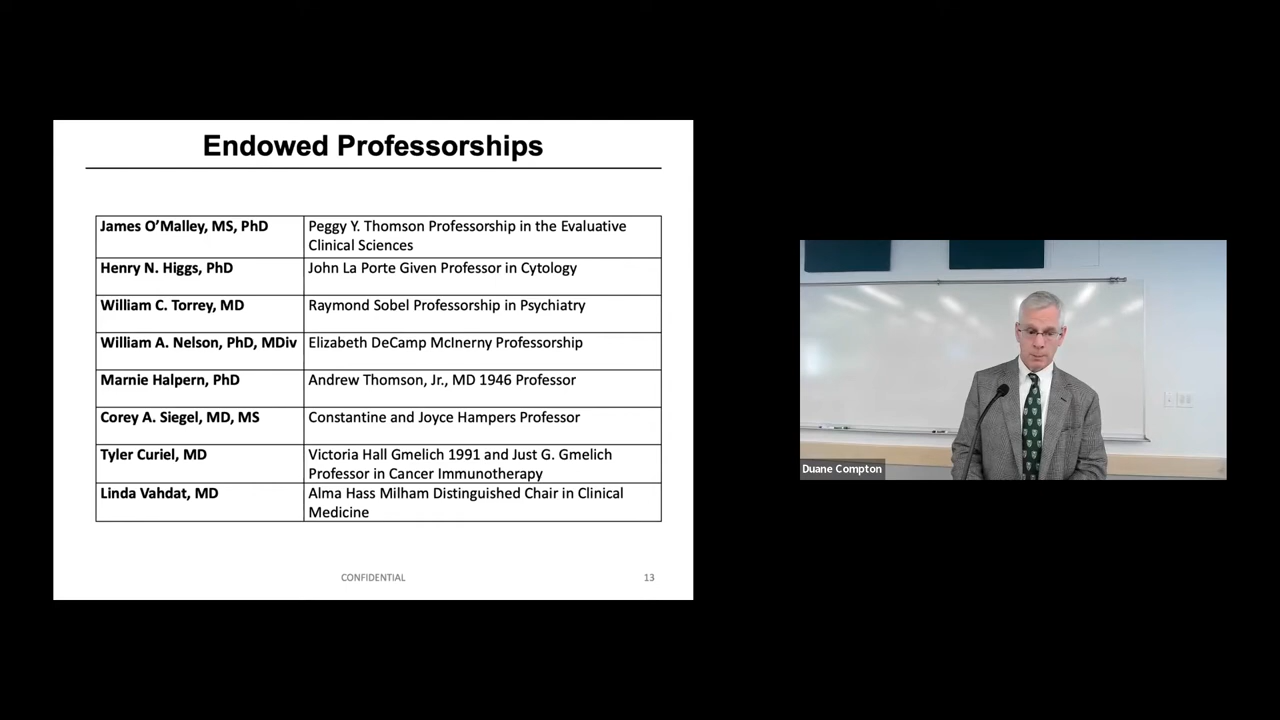 Endowed Professorships
James O’Malley, MS, PhD
Peggy Y. Thomson Professorship in the Evaluative
Clinical Sciences
Henry N. Higgs, PhD
John La Porte Given Professor in Cytology
William C. Torrey, MD
Raymond Sobel Professorship in Psychiatry
William A. Nelson, PhD, MDiv
Elizabeth DeCamp McInerny Professorship
Marnie Halpern, PhD
Andrew Thomson, Jr., MD 1946 Professor
Corey A. Siegel, MD, MS
Constantine and Joyce Hampers Professor
Tyler Curiel, MD
Victoria Hall Gmelich 1991 and Just G. Gmelich
Professor in Cancer Immunotherapy
Linda Vahdat, MD
Alma Hass Milham Distinguished Chair in Clinical
Medicine
CONFIDENTIAL
13
Duane Compton